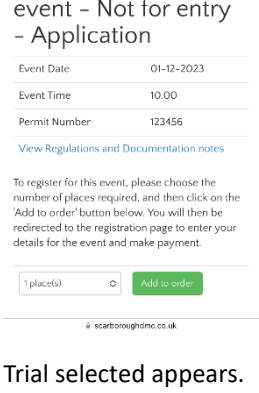 event - Not for entry
- Application
Event Date 01-12-2023
Event Time 10.00
Permit Number 123456
View Regulations and Documentation notes
To register for this event, please choose the
number of places required, and then click on the
'Add to order' button below. You will then be
redirected to the registration page to enter your
details for the event and make payment.
1 place(s) Add to order
scarboroughdmc.co.uk
Trial selected appears.